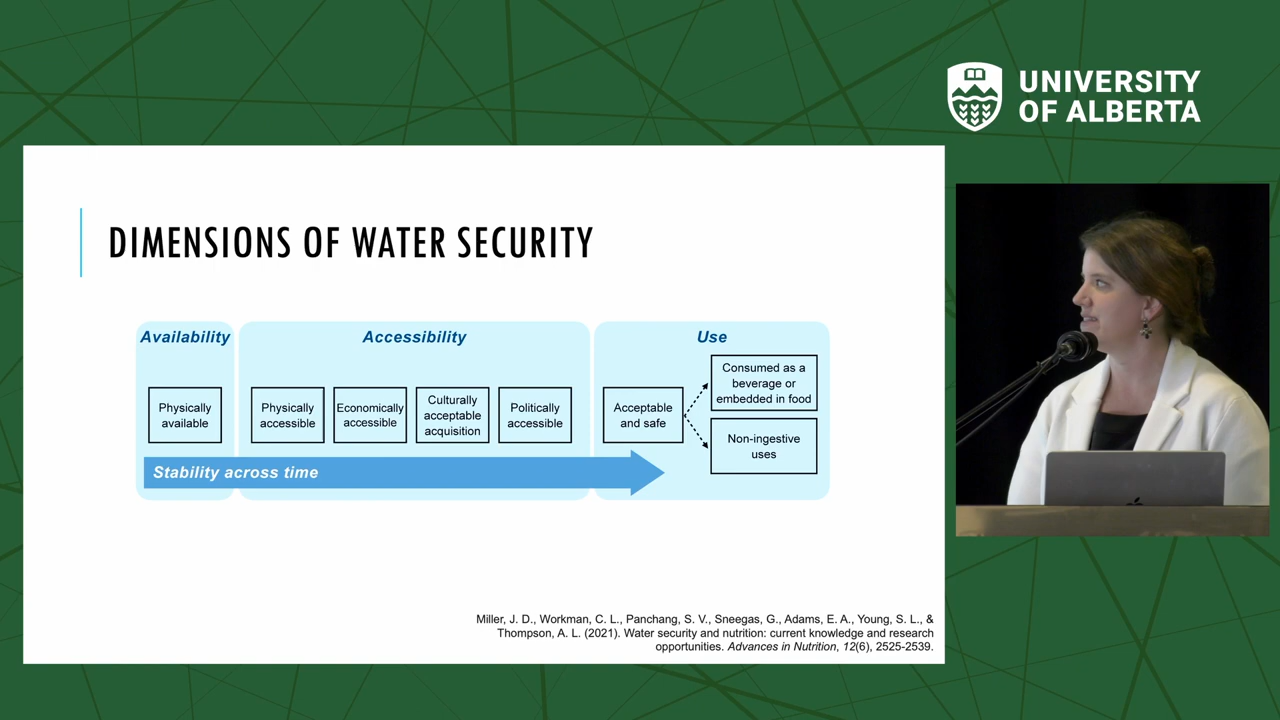 UNIVERSITY
OF ALBERTA
DIMENSIONS OF WATER SECURITY
Availability
Physically
available
Accessibility
Physically
accessible
Economically
accessible
Culturally
acceptable
acquisition
Politically
accessible
Use
Acceptable
and safe
Consumed as a
beverage or
embedded in food
Non-ingestive
uses
Stability across time
Miller, J. D., Workman, C. L., Panchang, S. V., Sneegas, G., Adams, E. A., Young, S. L., &
Thompson, A. L. (2021). Water security and nutrition: current knowledge and research
opportunities. Advances in Nutrition, 12(6), 2525-2539.